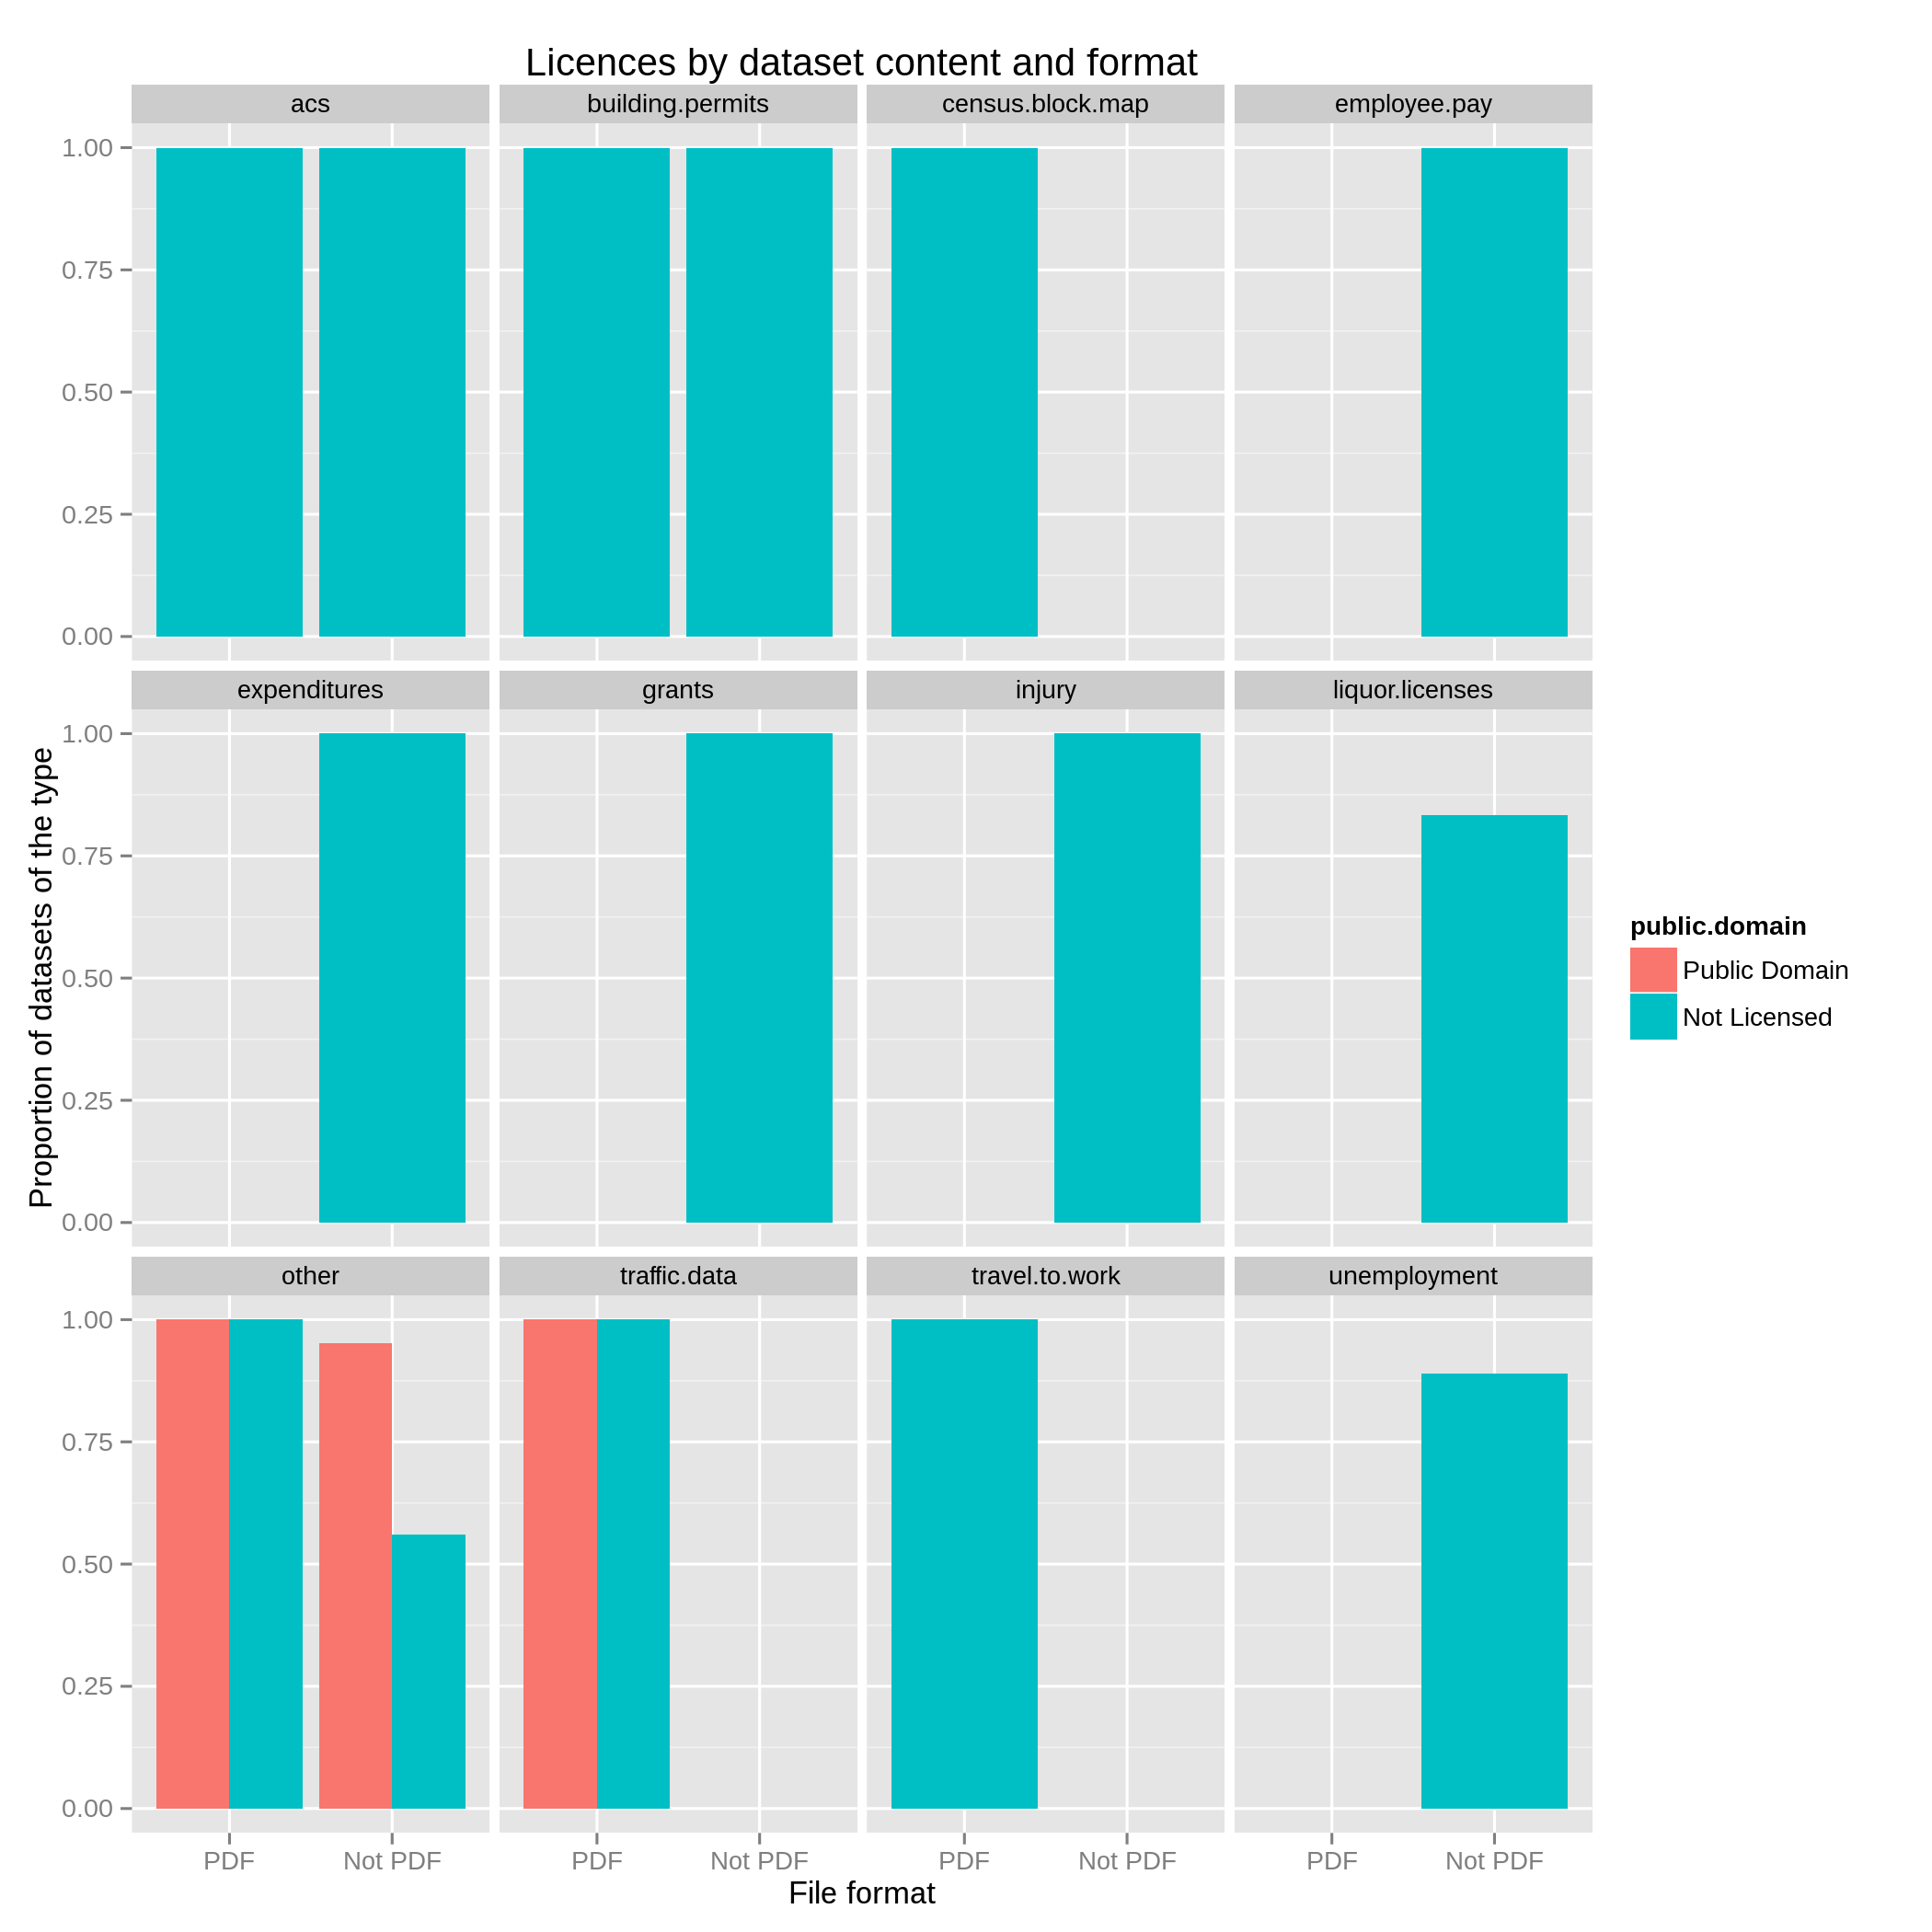 Licences by dataset content and format
acs building.permits census.block.map employee.pay
1.00
0.75
0.50
0.25
0.00
expenditures grants injury liquor.licenses
1.00
0.75
0.50
0.25
0.00
other traffic.data travel.to.work unemployment
1.00
0.75
0.50
0.25
0.00
PDF Not PDF PDF Not PDF PDF Not PDF PDF Not PDF
File format
Proportion of datasets of the type
public.domain
Public Domain
Not Licensed